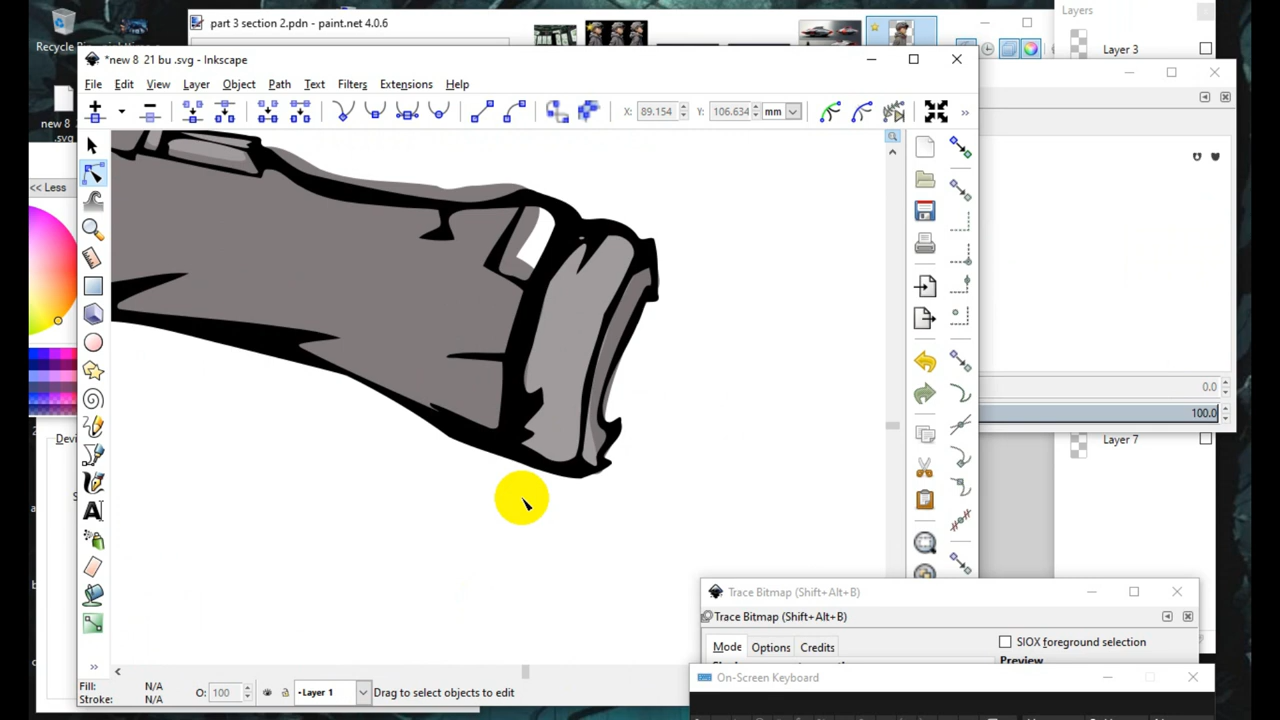 Layers
part 3 section 2.pdn - paint.net 4.0.6
Recycle
Layer 3
*new 8 21 bu .svg - Inkscape
File Edit View Layer Object Path Text Filters Extensions Help
X: 89.154 Y: 106.634 mm
new 8
.svg
<< Less
0.0
100.0
Devi
Layer 7
Trace Bitmap (Shift+Alt+B)
Trace Bitmap (Shift+Alt+B)
Mode Options Credits
SIOX foreground selection
Preview
On-Screen Keyboard
Fill: N/A
Stroke: N/A
O: 100
Layer 1
Drag to select objects to edit